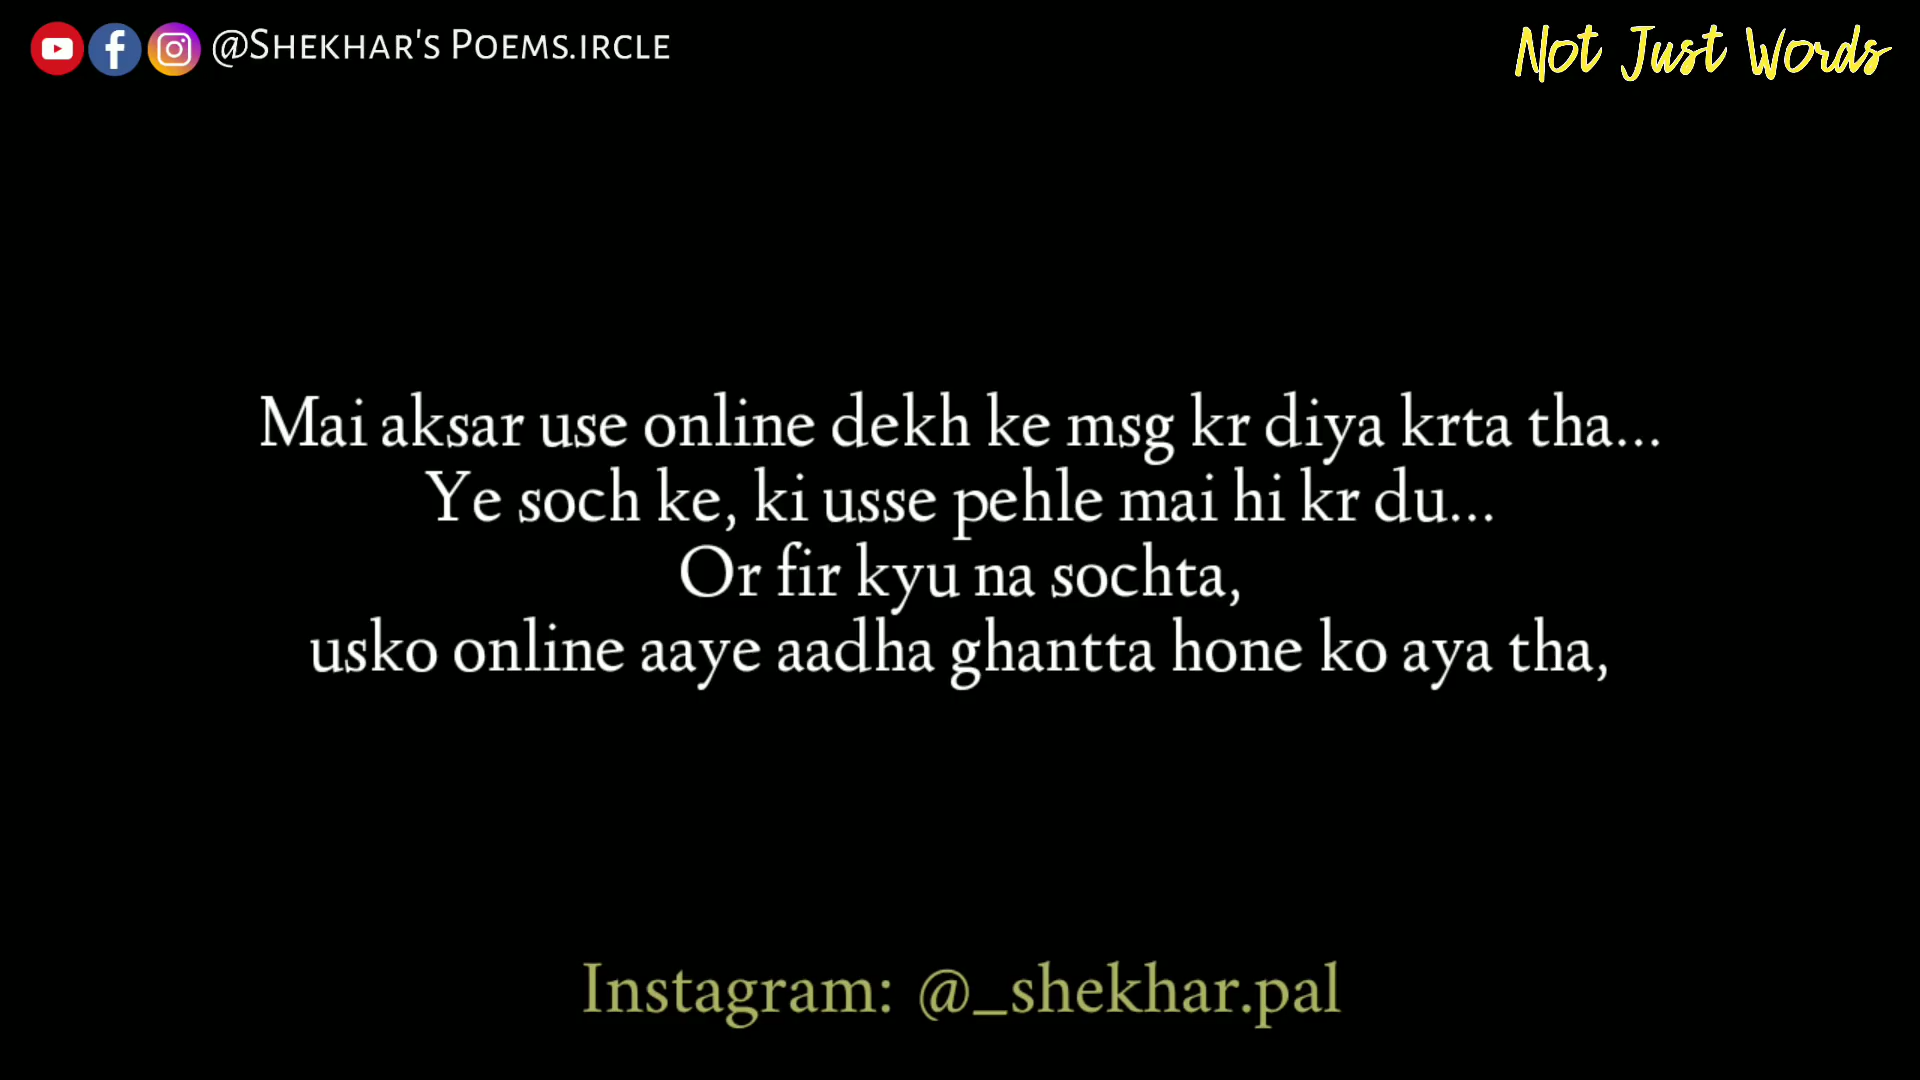 @Shekhar's Poems.ircle
Not Just Words
Mai aksar use online dekh ke msg kr diya krta tha...
Ye soch ke, ki usse pehle mai hi kr du...
Or fir kyu na sochta,
usko online aaye aadha ghantta hone ko aya tha,
Instagram: @_shekhar.pal